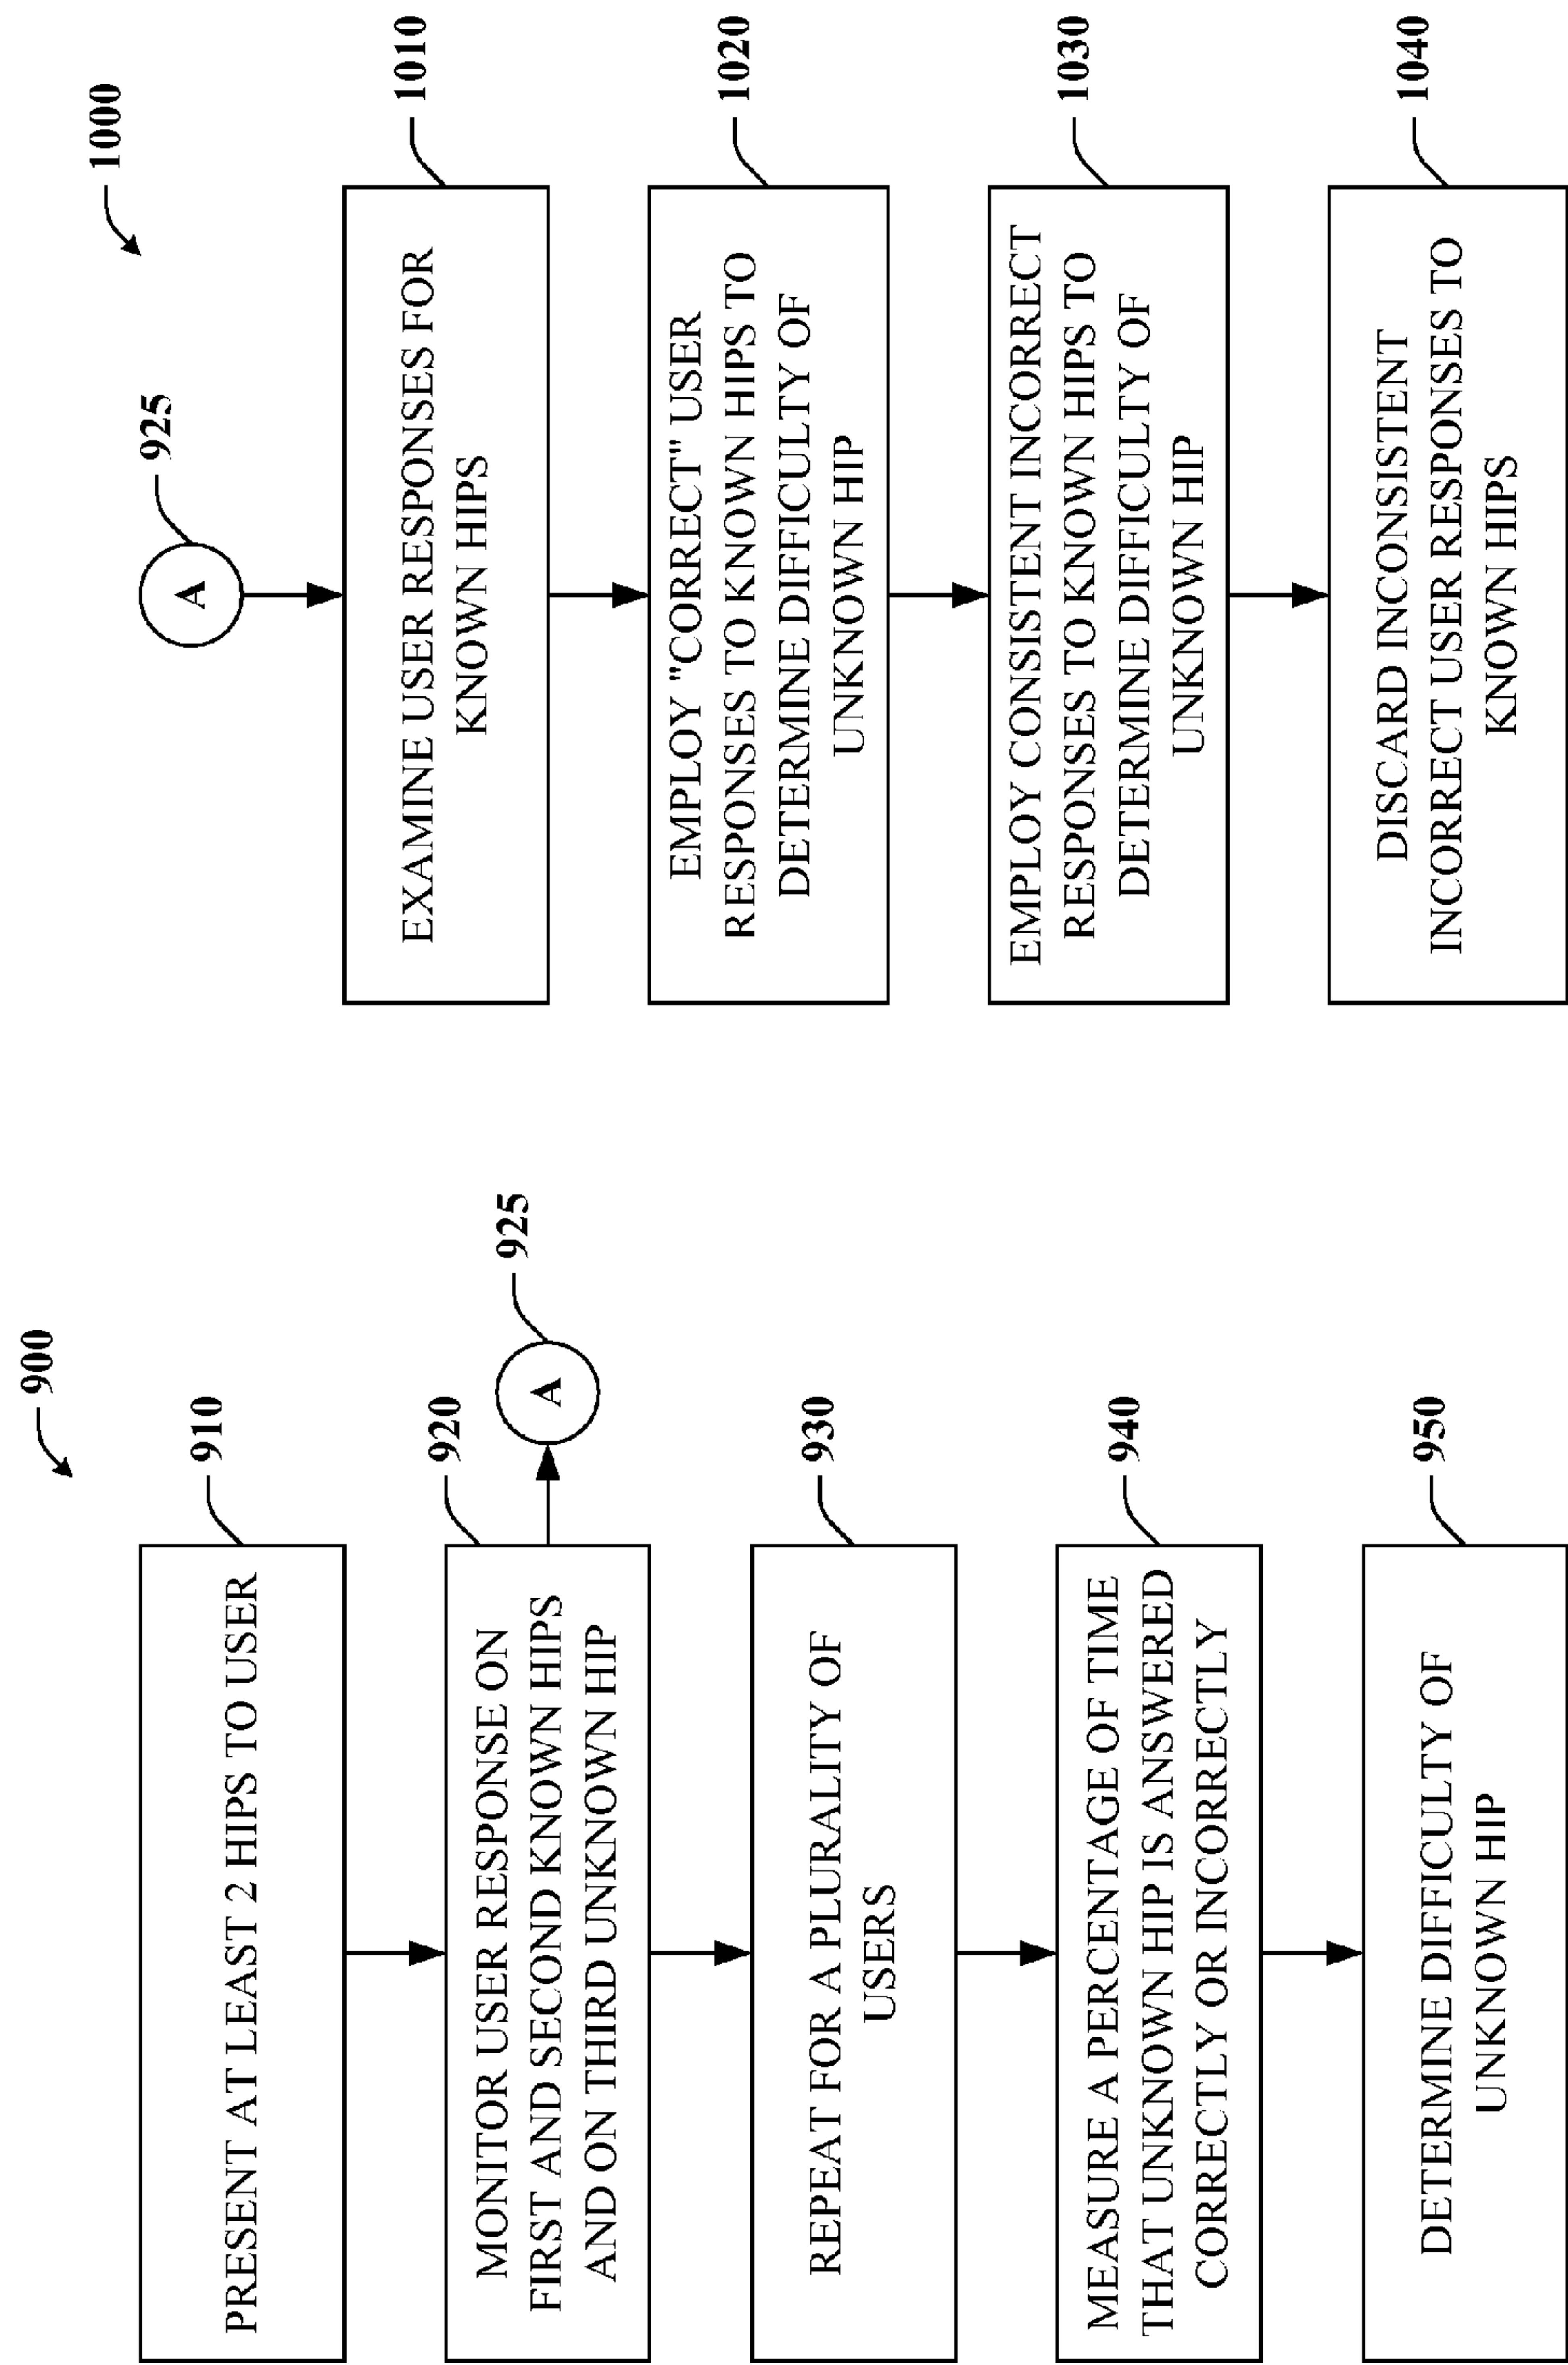 900
910
PRESENT AT LEAST 2 HIPS TO USER
920
MONITOR USER RESPONSE ON
FIRST AND SECOND KNOWN HIPS
AND ON THIRD UNKNOWN HIP
925
A
930
REPEAT FOR A PLURALITY OF
USERS
940
MEASURE A PERCENTAGE OF TIME
THAT UNKNOWN HIP IS ANSWERED
CORRECTLY OR INCORRECTLY
950
DETERMINE DIFFICULTY OF
UNKNOWN HIP
1000
925
A
1010
EXAMINE USER RESPONSES FOR
KNOWN HIPS
1020
EMPLOY "CORRECT" USER
RESPONSES TO KNOWN HIPS TO
DETERMINE DIFFICULTY OF
UNKNOWN HIP
1030
EMPLOY CONSISTENT INCORRECT
RESPONSES TO KNOWN HIPS TO
DETERMINE DIFFICULTY OF
UNKNOWN HIP
1040
DISCARD INCONSISTENT
INCORRECT USER RESPONSES TO
KNOWN HIPS